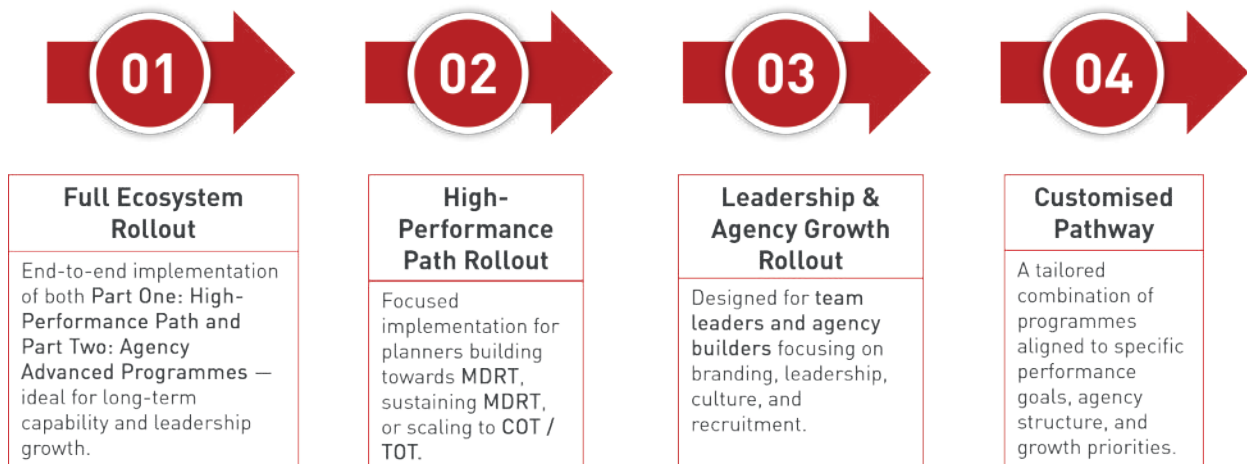 01
02
03
04
Full Ecosystem
Rollout
End-to-end implementation
of both Part One: High-
Performance Path and
Part Two: Agency
Advanced Programmes —
ideal for long-term
capability and leadership
growth.
High-
Performance
Path Rollout
Focused
implementation for
planners building
towards MDRT,
sustaining MDRT,
or scaling to COT /
TOT.
Leadership &
Agency Growth
Rollout
Designed for team
leaders and agency
builders focusing on
branding, leadership,
culture, and
recruitment.
Customised
Pathway
A tailored
combination of
programmes
aligned to specific
performance
goals, agency
structure, and
growth priorities.